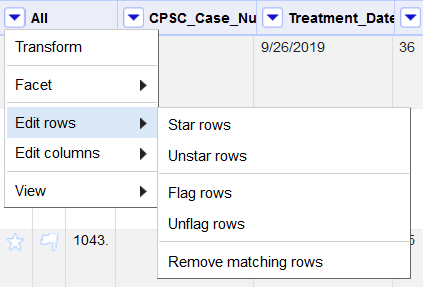 All CPSC_Case_Nu Treatment_Date
Transform 9/26/2019 36
Facet
Edit rows
Star rows
Edit columns
Unstar rows
View
Flag rows
Unflag rows
1043.
Remove matching rows